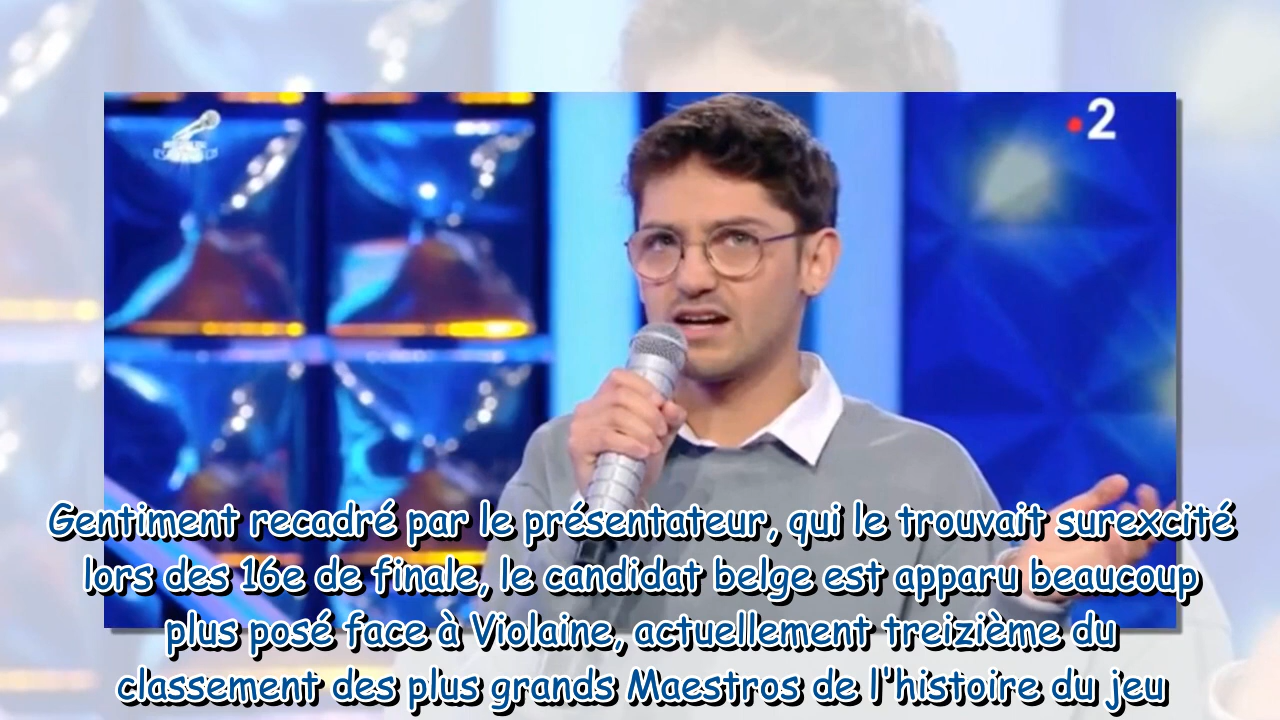 2
Gentiment recadré par le présentateur, qui le trouvait surexcité
lors des 16e de finale, le candidat belge est apparu beaucoup
plus posé face à Violaine, actuellement treizième du
classement des plus grands Maestros de l'histoire du jeu